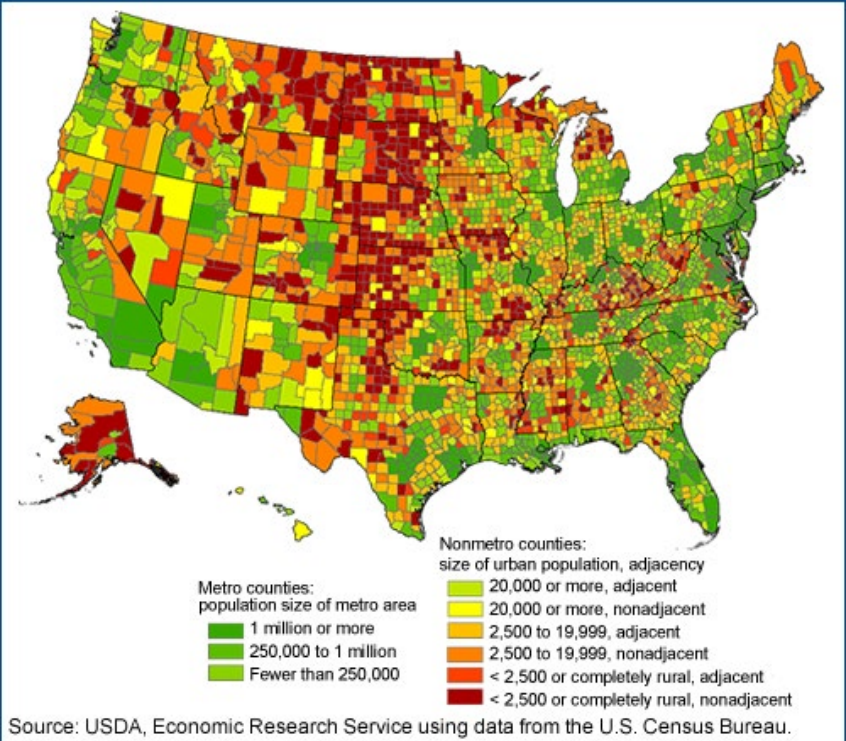 Nonmetro counties:
size of urban population, adjacency
20,000 or more, adjacent
20,000 or more, nonadjacent
2,500 to 19,999, adjacent
2,500 to 19,999, nonadjacent
< 2,500 or completely rural, adjacent
< 2,500 or completely rural, nonadjacent
Metro counties:
population size of metro area
1 million or more
250,000 to 1 million
Fewer than 250,000
Source: USDA, Economic Research Service using data from the U.S. Census Bureau.